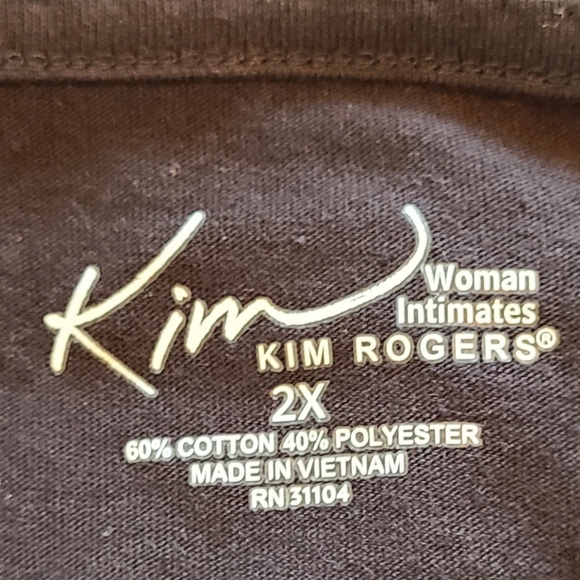 Kim
Woman
Intimates
KIM ROGERS®
2X
60% COTTON 40% POLYESTER
MADE IN VIETNAM
RN 31104